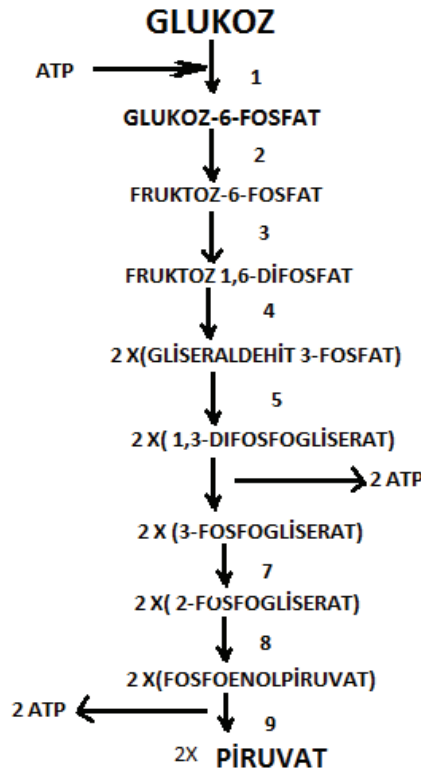 GLUKOZ
ATP
1
GLUKOZ-6-FOSFAT
2
FRUKTOZ-6-FOSFAT
3
FRUKTOZ 1,6-DİFOSFAT
4
2 X(GLİSERALDEHİT 3-FOSFAT)
5
2 X( 1,3-DIFOSFOGLİSERAT)
2 ATP
2 X (3-FOSFOGLİSERAT)
7
2 X( 2-FOSFOGLİSERAT)
8
2 X(FOSFOENOLPİRUVAT)
2 ATP
9
2X PİRUVAT